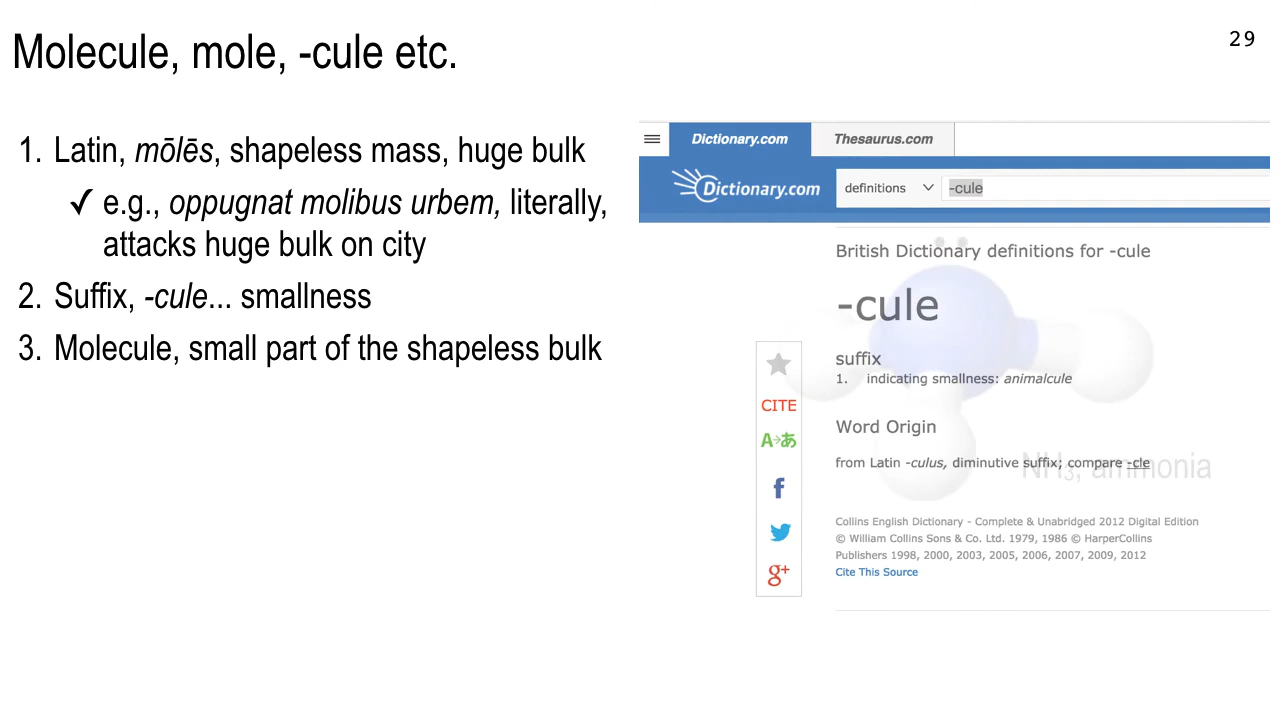 Molecule, mole, -cule etc.
29
1. Latin, mōlēs, shapeless mass, huge bulk
✓ e.g., oppugnat molibus urbem, literally,
attacks huge bulk on city
2. Suffix, -cule... smallness
3. Molecule, small part of the shapeless bulk
Dictionary.com
Thesaurus.com
Dictionary.com
definitions
-cule
British Dictionary definitions for -cule
-cule
suffix
1. indicating smallness: animalcule
CITE
A→あ
Word Origin
from Latin -culus, diminutive suffix; compare -cle
NH₃, ammonia
f
g+
Collins English Dictionary - Complete & Unabridged 2012 Digital Edition
© William Collins Sons & Co. Ltd. 1979, 1986 © HarperCollins
Publishers 1998, 2000, 2003, 2005, 2006, 2007, 2009, 2012
Cite This Source